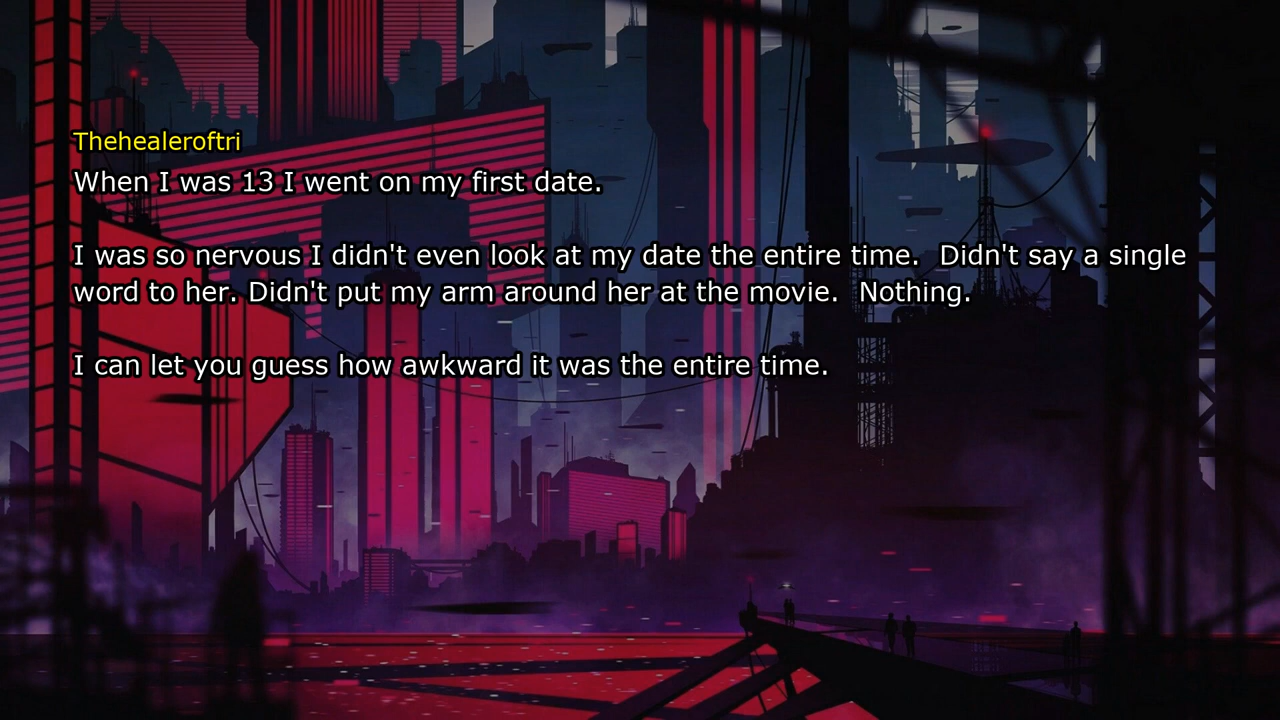 Thehealeroftri
When I was 13 I went on my first date.
I was so nervous I didn't even look at my date the entire time.  Didn't say a single
word to her. Didn't put my arm around her at the movie.  Nothing.
I can let you guess how awkward it was the entire time.